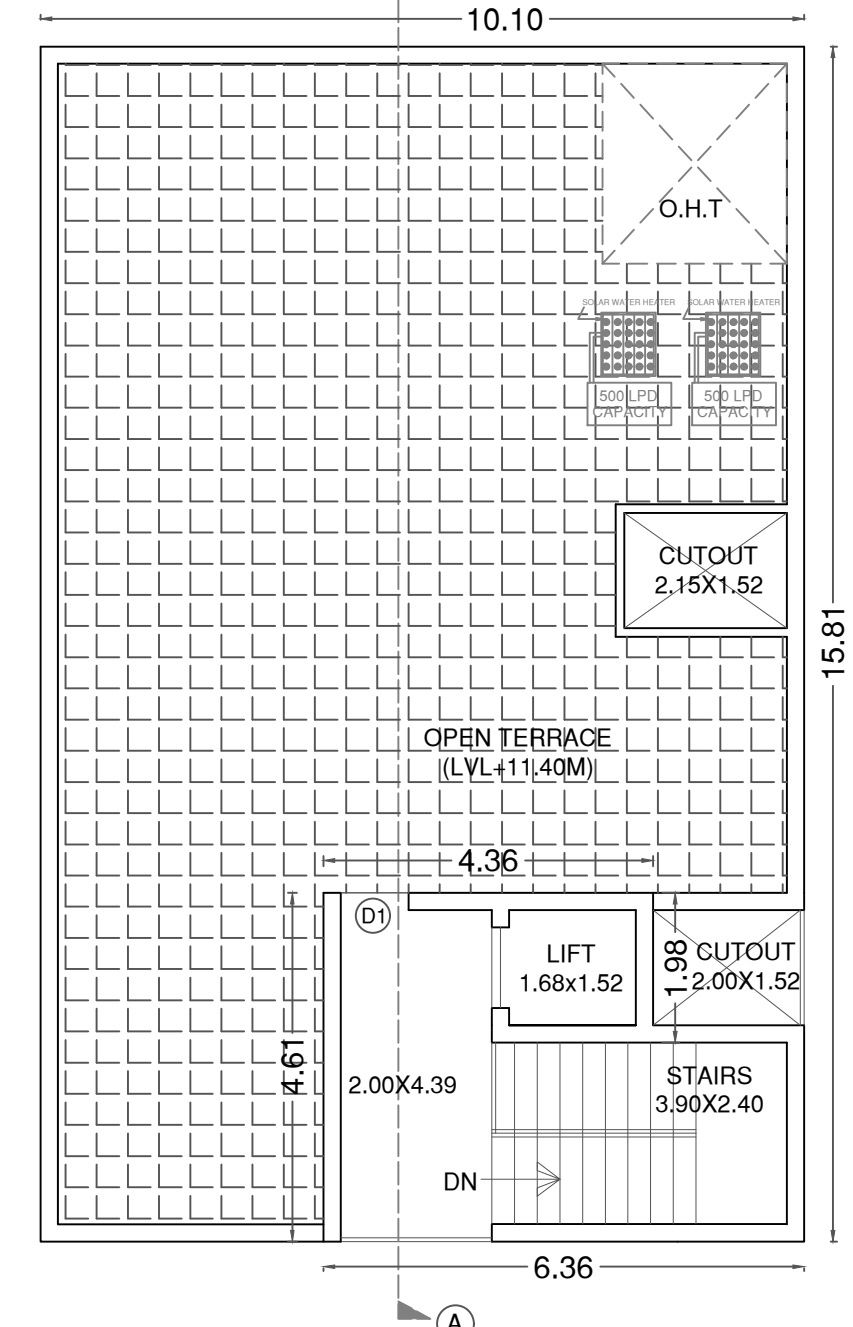 10.10
O.H.T
SOLAR WATER HEATER
SOLAR WATER HEATER
500 LPD
CAPACITY
500 LPD
CAPACITY
CUTOUT
2.15X1.52
15.81
OPEN TERRACE
(LVL+11.40M)
4.36
D1
LIFT
1.68x1.52
1.98
CUTOUT
2.00X1.52
4.61
2.00X4.39
STAIRS
3.90X2.40
DN
6.36
A